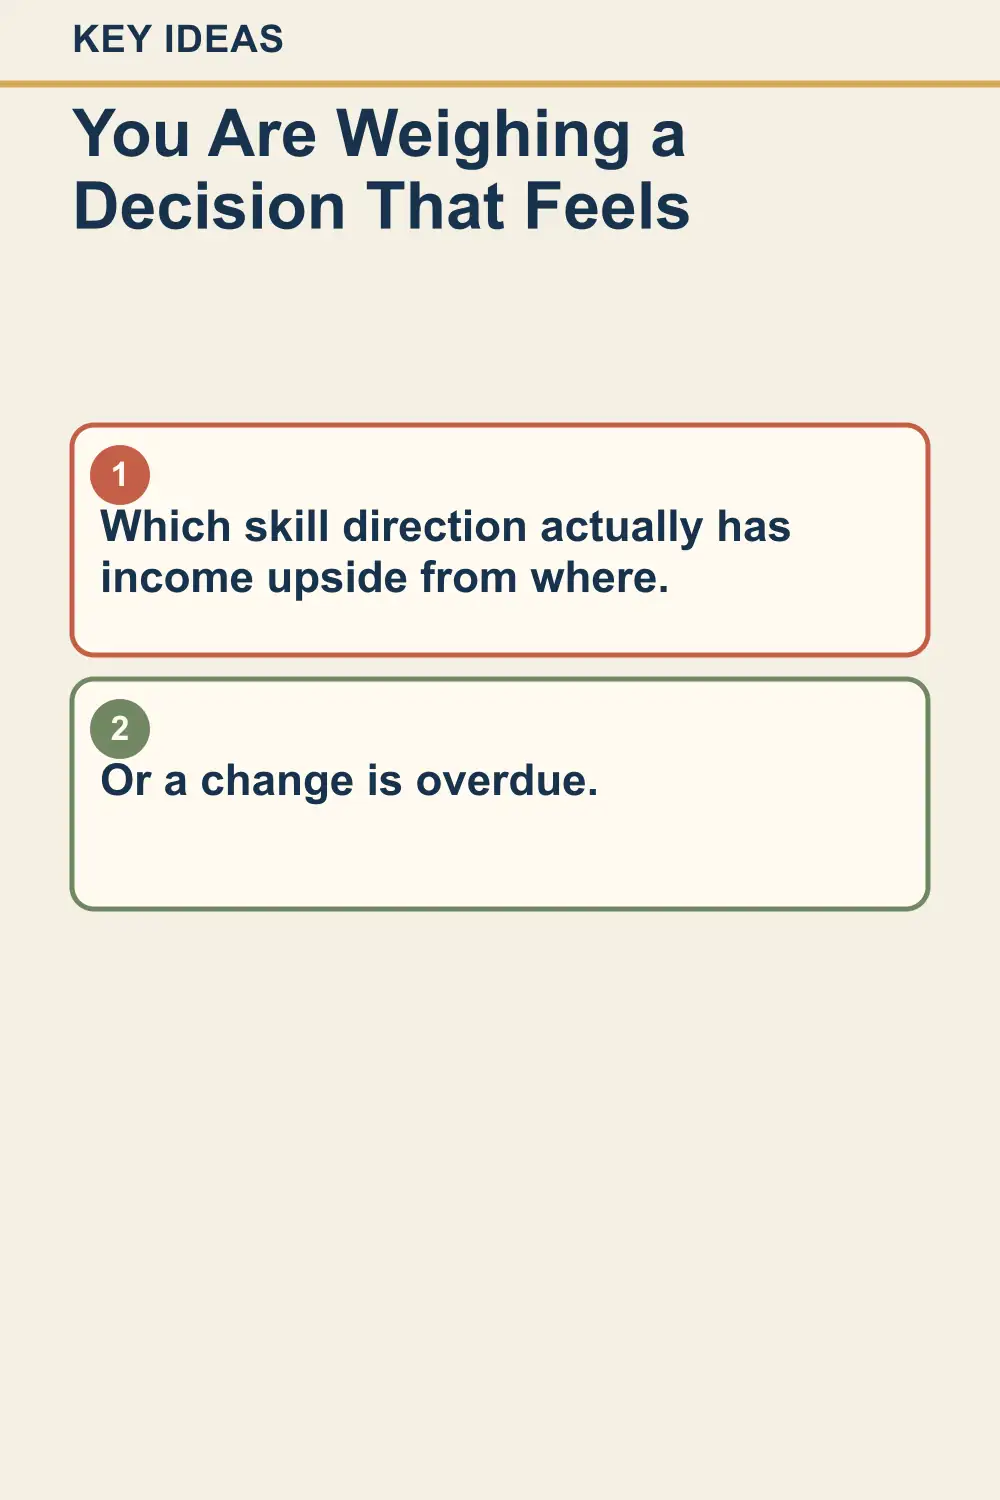 KEY IDEAS
You Are Weighing a
Decision That Feels
1
Which skill direction actually has
income upside from where.
2
Or a change is overdue.